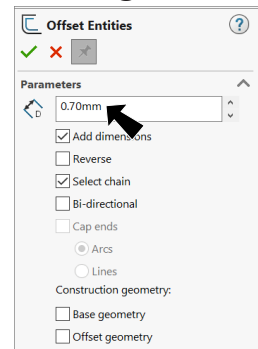 Offset Entities
?
Parameters
D
0.70mm
Add dimensions
Reverse
Select chain
Bi-directional
Cap ends
Arcs
Lines
Construction geometry:
Base geometry
Offset geometry